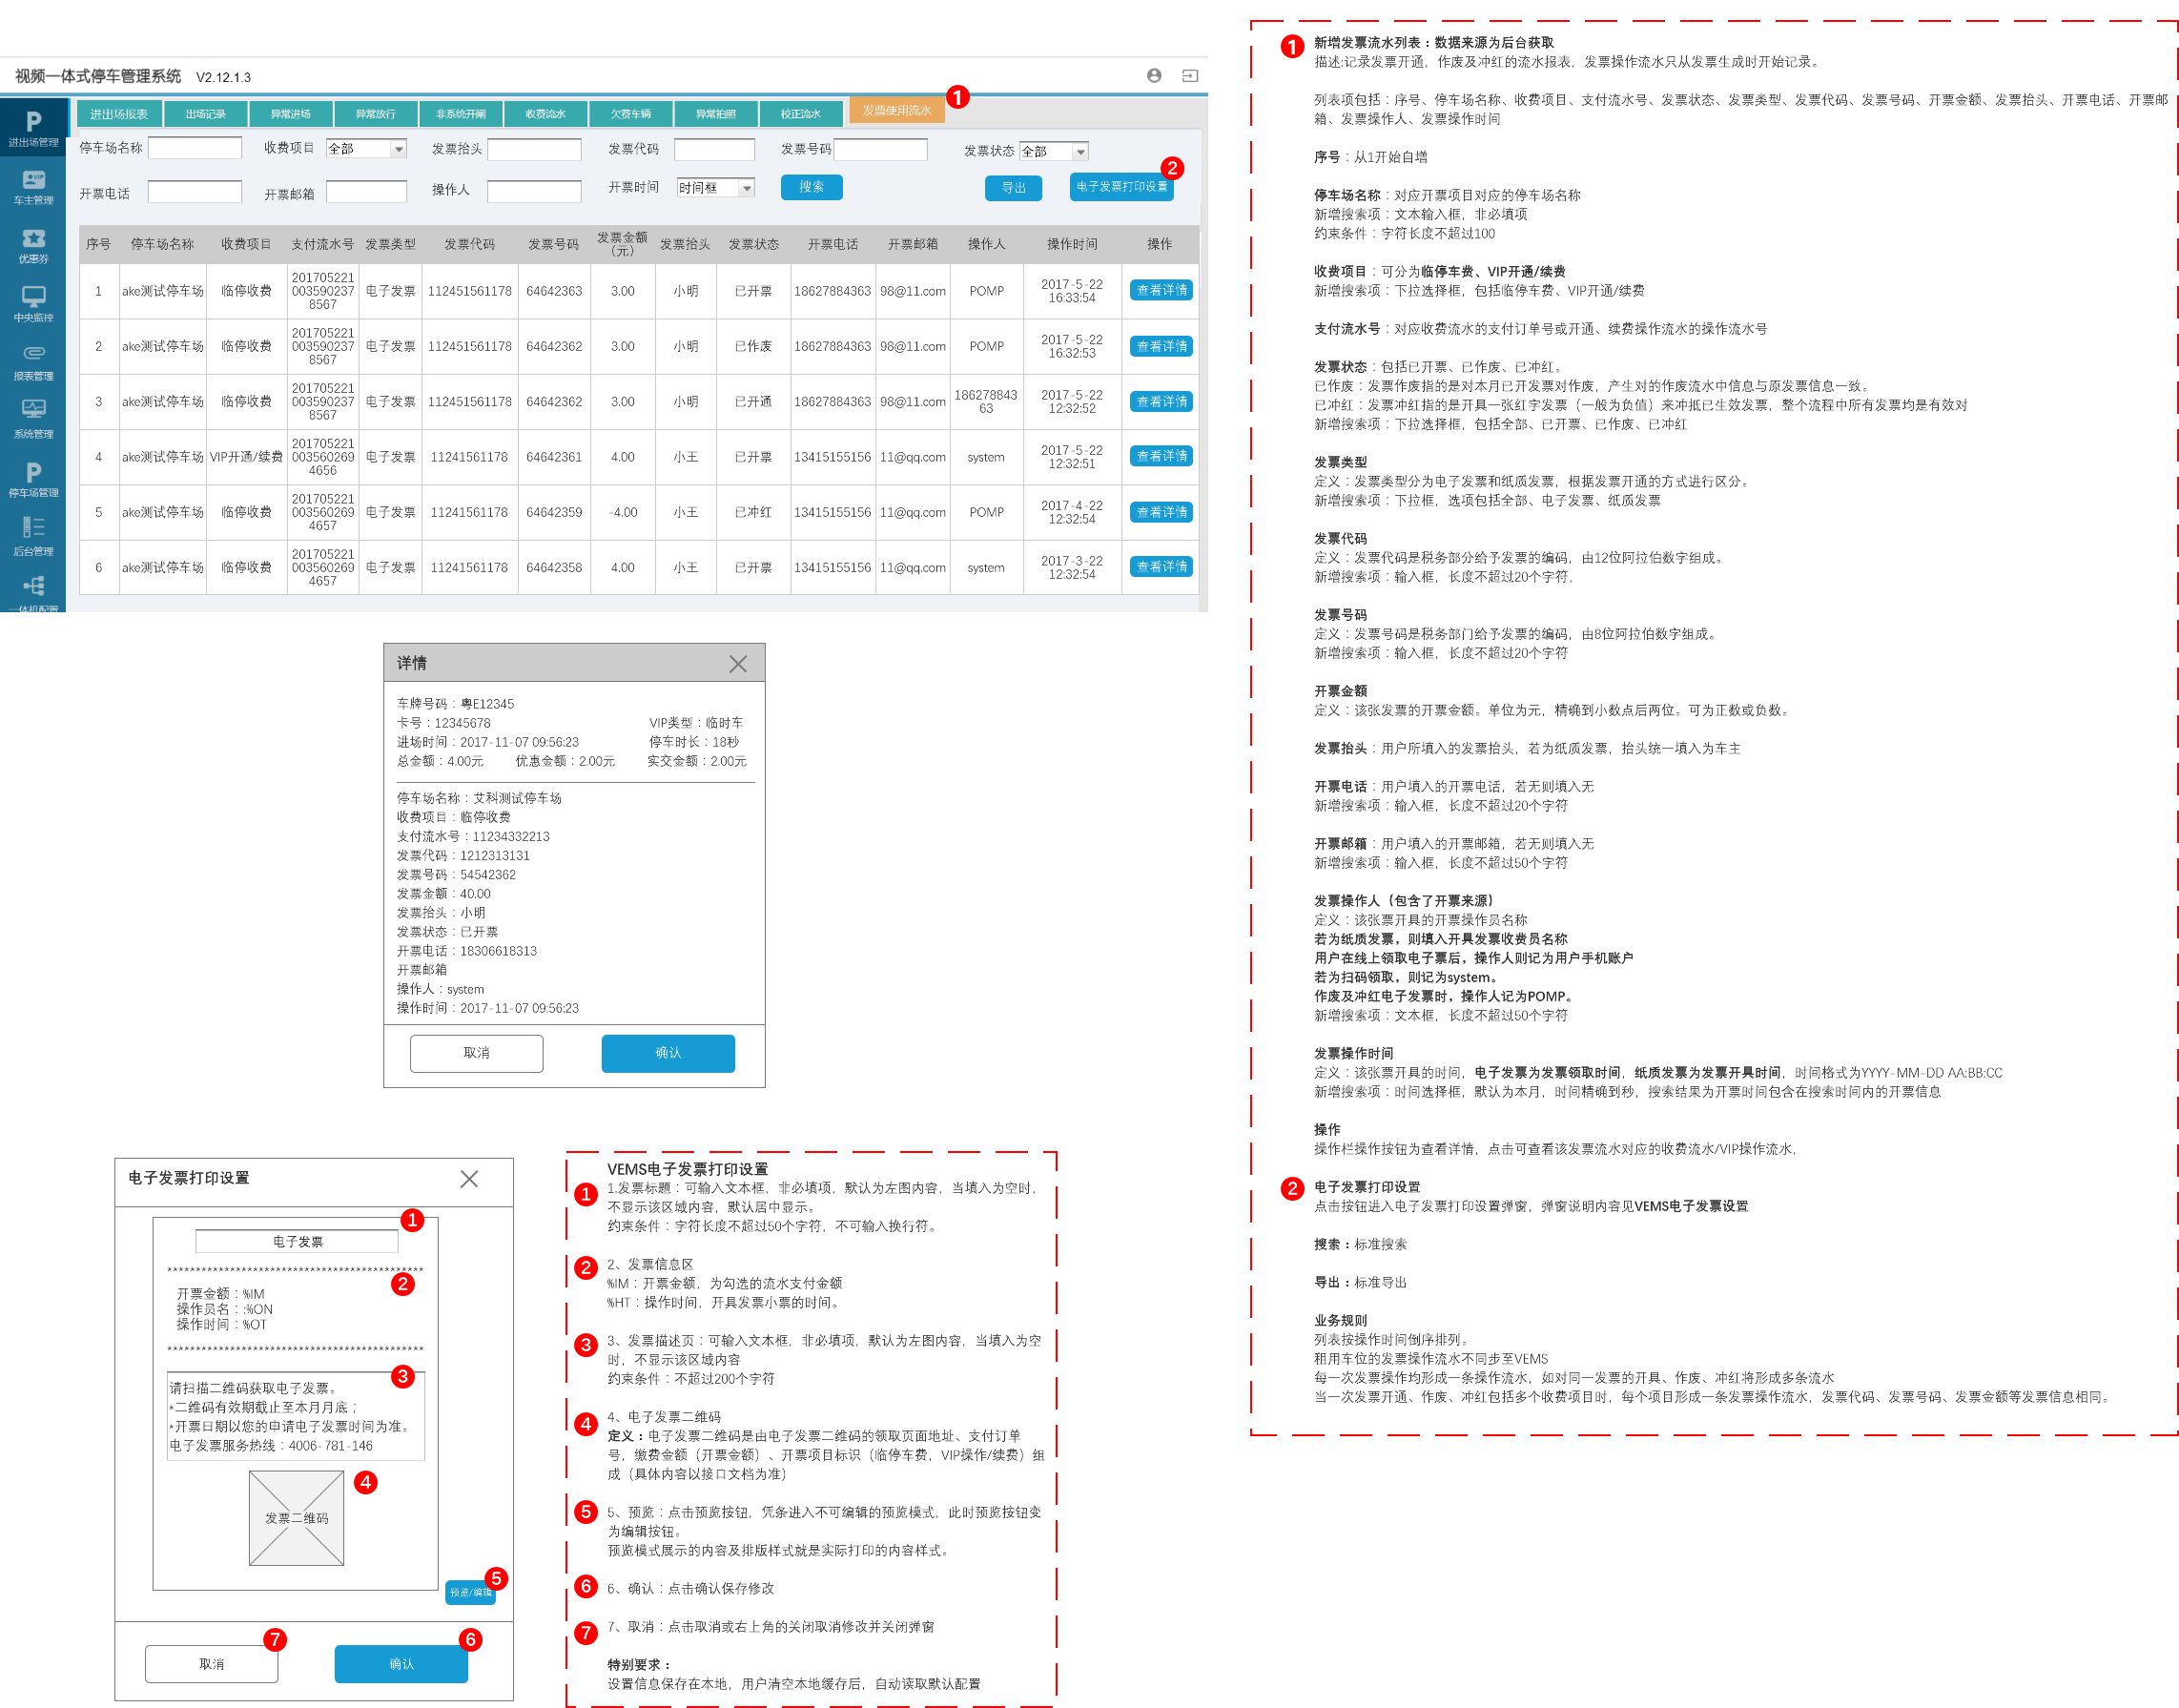 视频一体式停车管理系统 V2.12.1.3
进出场报表 出场记录 异常进场 异常放行 非系统开闸 收费流水 欠费车辆 异常拍照 校正流水 发票使用流水 1
P
进出场管理
车主管理
优惠券
中央监控
报表管理
系统管理
P
停车场管理
后台管理
一体机配置
停车场名称 收费项目 全部 发票抬头 发票代码 发票号码 发票状态 全部
开票电话 开票邮箱 操作人 开票时间 时间框 搜索 导出 电子发票打印设置 2
序号 停车场名称 收费项目 支付流水号 发票类型 发票代码 发票号码 发票金额（元） 发票抬头 发票状态 开票电话 开票邮箱 操作人 操作时间 操作
1 ake测试停车场 临停收费 2017052210035902378567 电子发票 112451561178 64642363 3.00 小明 已开票 18627884363 98@11.com POMP 2017-5-22 16:33:54 查看详情
2 ake测试停车场 临停收费 2017052210035902378567 电子发票 112451561178 64642362 3.00 小明 已作废 18627884363 98@11.com POMP 2017-5-22 16:32:53 查看详情
3 ake测试停车场 临停收费 2017052210035902378567 电子发票 112451561178 64642362 3.00 小明 已开通 18627884363 98@11.com 18627884363 2017-5-22 12:32:52 查看详情
4 ake测试停车场 VIP开通/续费 2017052210035602694656 电子发票 11241561178 64642361 4.00 小王 已开票 13415155156 11@qq.com system 2017-5-22 12:32:51 查看详情
5 ake测试停车场 临停收费 2017052210035602694657 电子发票 11241561178 64642359 -4.00 小王 已冲红 13415155156 11@qq.com POMP 2017-4-22 12:32:54 查看详情
6 ake测试停车场 临停收费 2017052210035602694657 电子发票 11241561178 64642358 4.00 小王 已开票 13415155156 11@qq.com system 2017-3-22 12:32:54 查看详情
详情
车牌号码：粤E12345
卡号：12345678 VIP类型：临时车
进场时间：2017-11-07 09:56:23 停车时长：18秒
总金额：4.00元 优惠金额：2.00元 实交金额：2.00元
停车场名称：艾科测试停车场
收费项目：临停收费
支付流水号：11234332213
发票代码：1212313131
发票号码：54542362
发票金额：40.00
发票抬头：小明
发票状态：已开票
开票电话：18306618313
开票邮箱
操作人：system
操作时间：2017-11-07 09:56:23
取消 确认
电子发票打印设置
1
电子发票
*********************************************
2
开票金额：%IM
操作员名：:%ON
操作时间：%OT
*********************************************
3
请扫描二维码获取电子发票。
*二维码有效期截止至本月月底；
*开票日期以您的申请电子发票时间为准。
电子发票服务热线：4006-781-146
4
发票二维码
5
预览/编辑
7 6
取消 确认
VEMS电子发票打印设置
1 1.发票标题：可输入文本框，非必填项，默认为左图内容，当填入为空时，
不显示该区域内容，默认居中显示。
约束条件：字符长度不超过50个字符，不可输入换行符。
2 2、发票信息区
%IM：开票金额，为勾选的流水支付金额
%HT：操作时间，开具发票小票的时间。
3 3、发票描述页：可输入文本框，非必填项，默认为左图内容，当填入为空
时，不显示该区域内容
约束条件：不超过200个字符
4 4、电子发票二维码
定义：电子发票二维码是由电子发票二维码的领取页面地址、支付订单
号，缴费金额（开票金额）、开票项目标识（临停车费，VIP操作/续费）组
成（具体内容以接口文档为准）
5 5、预览：点击预览按钮，凭条进入不可编辑的预览模式，此时预览按钮变
为编辑按钮。
预览模式展示的内容及排版样式就是实际打印的内容样式。
6 6、确认：点击确认保存修改
7 7、取消：点击取消或右上角的关闭取消修改并关闭弹窗
特别要求：
设置信息保存在本地，用户清空本地缓存后，自动读取默认配置
1 新增发票流水列表：数据来源为后台获取
描述:记录发票开通，作废及冲红的流水报表，发票操作流水只从发票生成时开始记录。
列表项包括：序号、停车场名称、收费项目、支付流水号、发票状态、发票类型、发票代码、发票号码、开票金额、发票抬头、开票电话、开票邮
箱、发票操作人、发票操作时间
序号：从1开始自增
停车场名称：对应开票项目对应的停车场名称
新增搜索项：文本输入框，非必填项
约束条件：字符长度不超过100
收费项目：可分为临停车费、VIP开通/续费
新增搜索项：下拉选择框，包括临停车费、VIP开通/续费
支付流水号：对应收费流水的支付订单号或开通、续费操作流水的操作流水号
发票状态：包括已开票、已作废、已冲红。
已作废：发票作废指的是对本月已开发票对作废，产生对的作废流水中信息与原发票信息一致。
已冲红：发票冲红指的是开具一张红字发票（一般为负值）来冲抵已生效发票，整个流程中所有发票均是有效对
新增搜索项：下拉选择框，包括全部、已开票、已作废、已冲红
发票类型
定义：发票类型分为电子发票和纸质发票，根据发票开通的方式进行区分。
新增搜索项：下拉框，选项包括全部、电子发票、纸质发票
发票代码
定义：发票代码是税务部分给予发票的编码，由12位阿拉伯数字组成。
新增搜索项：输入框，长度不超过20个字符，
发票号码
定义：发票号码是税务部门给予发票的编码，由8位阿拉伯数字组成。
新增搜索项：输入框，长度不超过20个字符
开票金额
定义：该张发票的开票金额。单位为元，精确到小数点后两位。可为正数或负数。
发票抬头：用户所填入的发票抬头，若为纸质发票，抬头统一填入为车主
开票电话：用户填入的开票电话，若无则填入无
新增搜索项：输入框，长度不超过20个字符
开票邮箱：用户填入的开票邮箱，若无则填入无
新增搜索项：输入框，长度不超过50个字符
发票操作人（包含了开票来源）
定义：该张票开具的开票操作员名称
若为纸质发票，则填入开具发票收费员名称
用户在线上领取电子票后，操作人则记为用户手机账户
若为扫码领取，则记为system。
作废及冲红电子发票时，操作人记为POMP。
新增搜索项：文本框，长度不超过50个字符
发票操作时间
定义：该张票开具的时间，电子发票为发票领取时间，纸质发票为发票开具时间，时间格式为YYYY-MM-DD AA:BB:CC
新增搜索项：时间选择框，默认为本月，时间精确到秒，搜索结果为开票时间包含在搜索时间内的开票信息
操作
操作栏操作按钮为查看详情，点击可查看该发票流水对应的收费流水/VIP操作流水，
2 电子发票打印设置
点击按钮进入电子发票打印设置弹窗，弹窗说明内容见VEMS电子发票设置
搜索：标准搜索
导出：标准导出
业务规则
列表按操作时间倒序排列。
租用车位的发票操作流水不同步至VEMS
每一次发票操作均形成一条操作流水，如对同一发票的开具、作废、冲红将形成多条流水
当一次发票开通、作废、冲红包括多个收费项目时，每个项目形成一条发票操作流水，发票代码、发票号码、发票金额等发票信息相同。